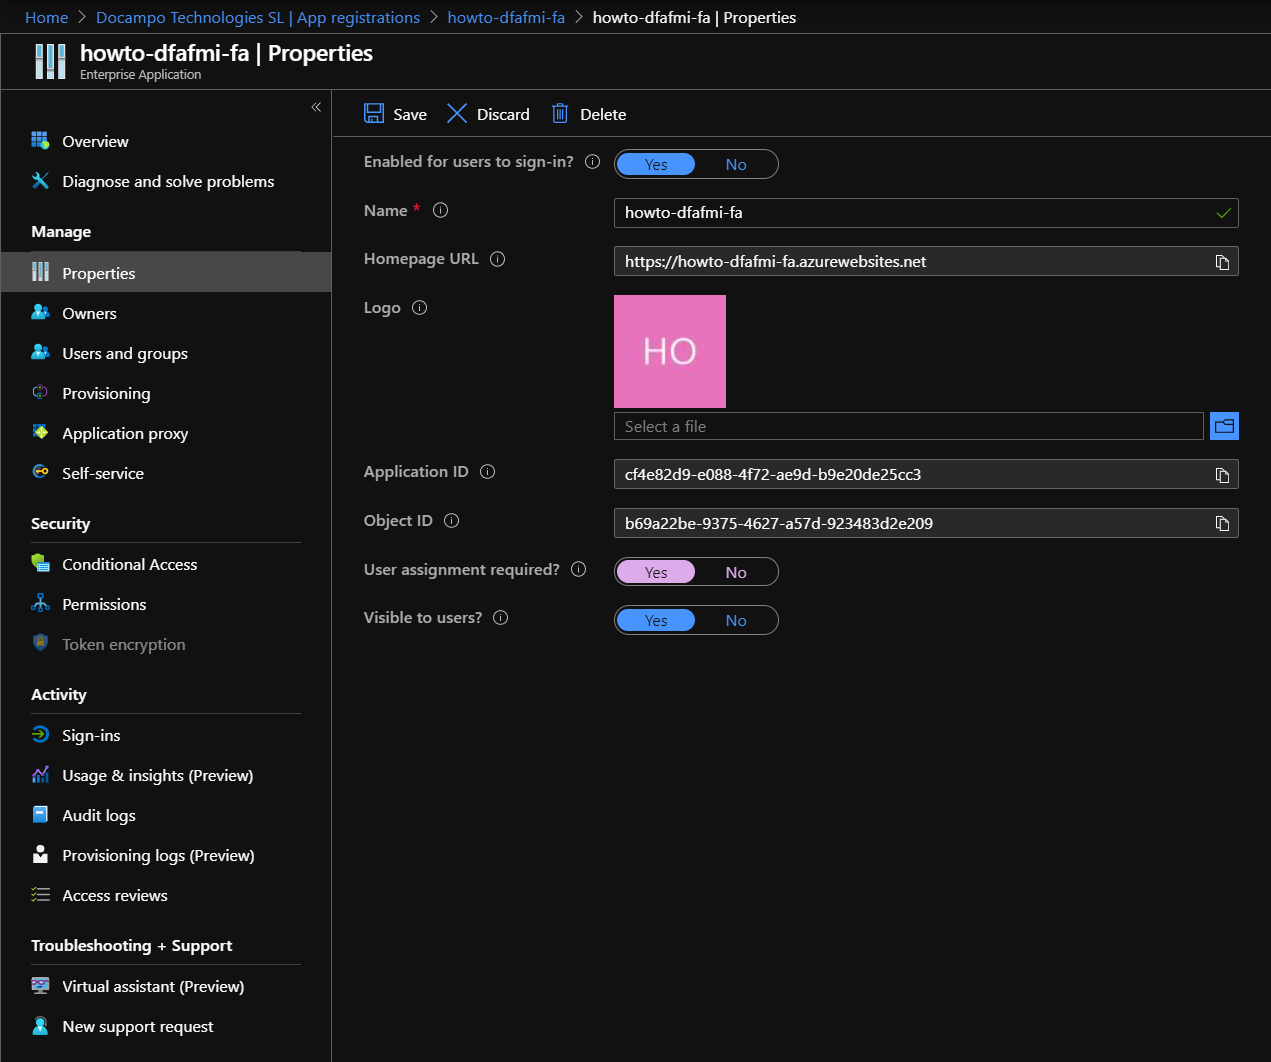 Home > Docampo Technologies SL | App registrations > howto-dfafmi-fa > howto-dfafmi-fa | Properties
howto-dfafmi-fa | Properties
Enterprise Application
«
Overview
Diagnose and solve problems
Manage
Properties
Owners
Users and groups
Provisioning
Application proxy
Self-service
Security
Conditional Access
Permissions
Token encryption
Activity
Sign-ins
Usage & insights (Preview)
Audit logs
Provisioning logs (Preview)
Access reviews
Troubleshooting + Support
Virtual assistant (Preview)
New support request
Save Discard Delete
Enabled for users to sign-in? Yes No
Name * howto-dfafmi-fa
Homepage URL https://howto-dfafmi-fa.azurewebsites.net
Logo
HO
Select a file
Application ID cf4e82d9-e088-4f72-ae9d-b9e20de25cc3
Object ID b69a22be-9375-4627-a57d-923483d2e209
User assignment required? Yes No
Visible to users? Yes No